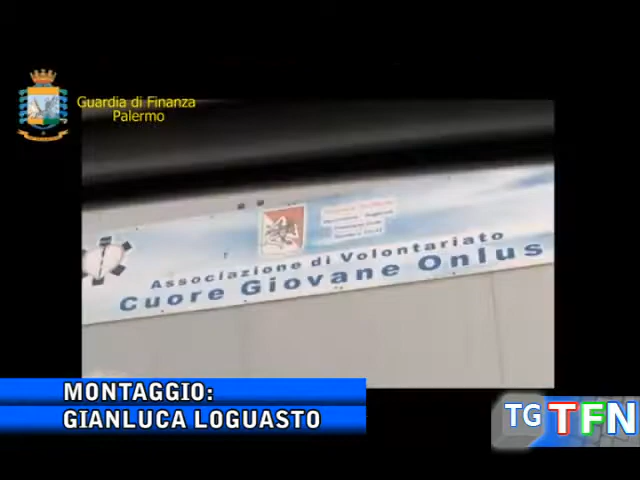 Guardia di Finanza
Palermo
Associazione di Volontariato
Cuore Giovane Onlus
MONTAGGIO:
GIANLUCA LOGUASTO
TG TFN